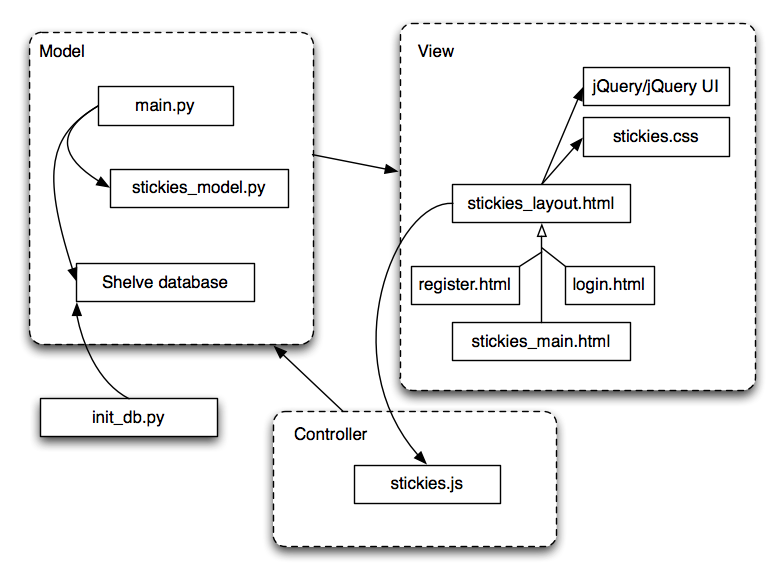 Model
main.py
stickies_model.py
Shelve database
init_db.py
View
jQuery/jQuery UI
stickies.css
stickies_layout.html
register.html
login.html
stickies_main.html
Controller
stickies.js